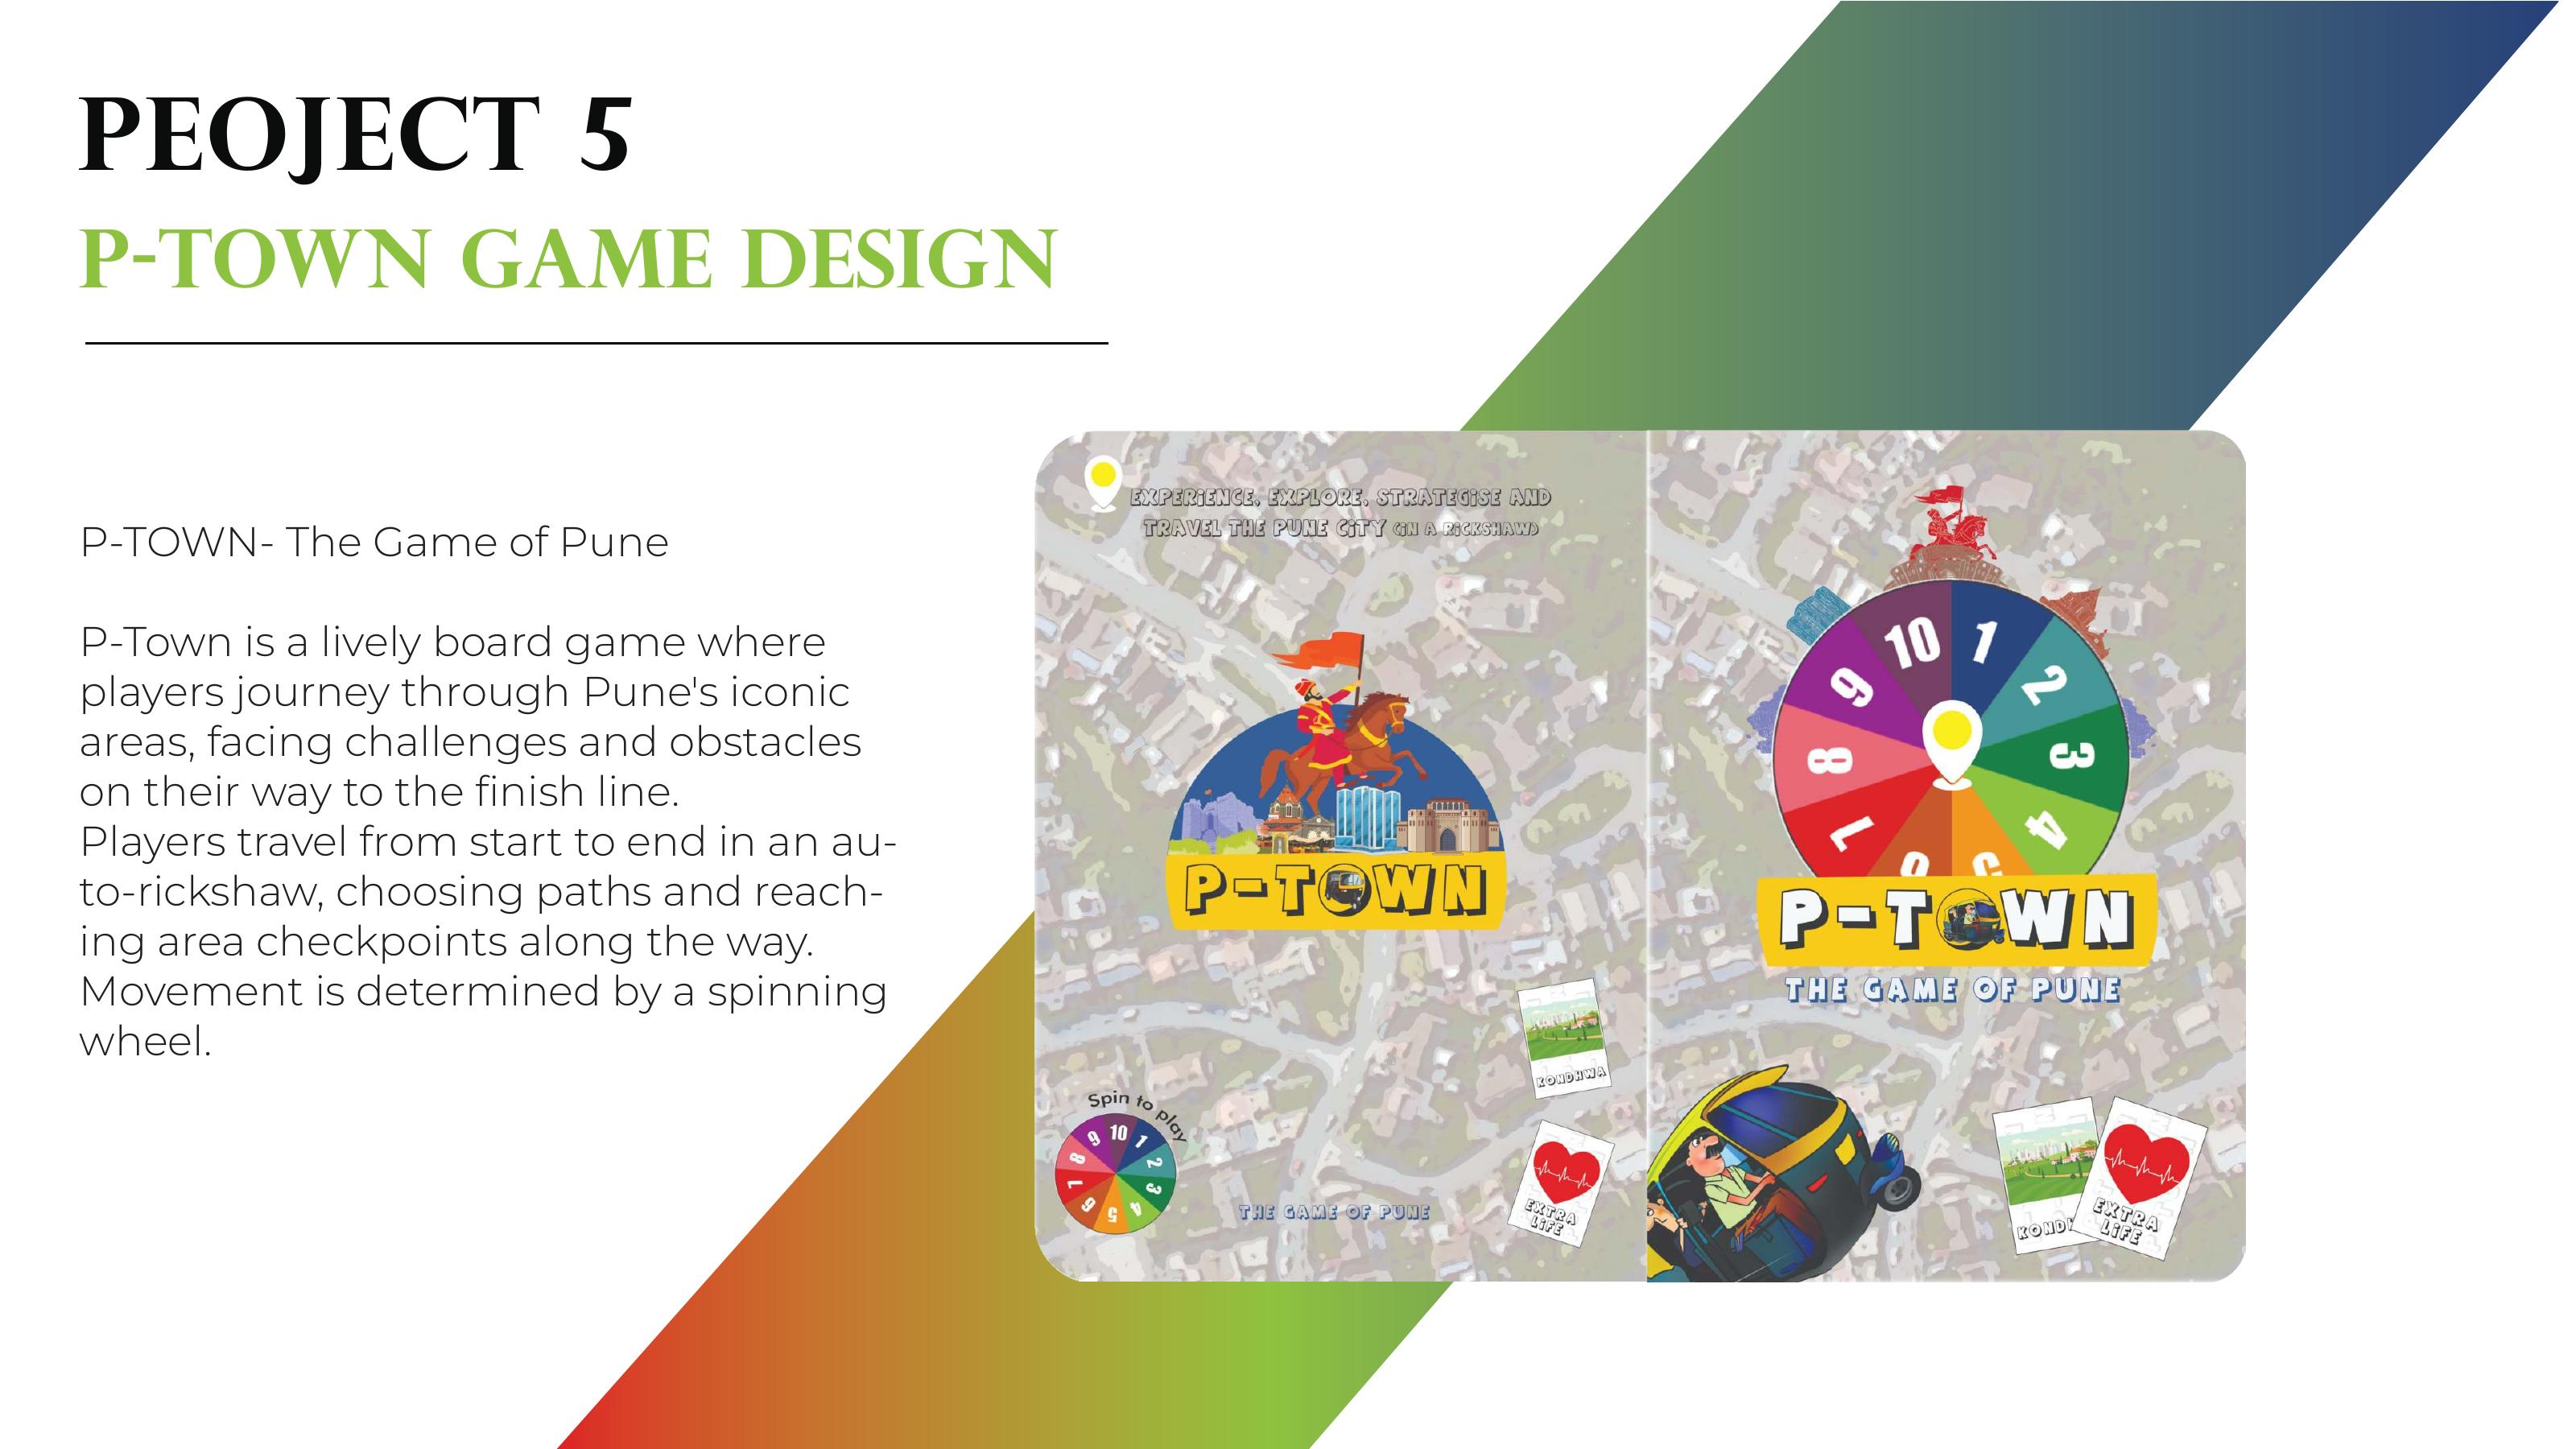 PEOJECT 5
P-TOWN GAME DESIGN
P-TOWN- The Game of Pune
P-Town is a lively board game where
players journey through Pune's iconic
areas, facing challenges and obstacles
on their way to the finish line.
Players travel from start to end in an au-
to-rickshaw, choosing paths and reach-
ing area checkpoints along the way.
Movement is determined by a spinning
wheel.
EXPERIENCE, EXPLORE, STRATEGISE AND
TRAVEL THE PUNE CITY (IN A RICKSHAW)
P-TOWN
KONDHWA
EXTRA
LIFE
Spin to play
10
1
2
3
4
5
6
7
8
9
THE GAME OF PUNE
10
1
2
3
4
5
6
7
8
9
P-TOWN
THE GAME OF PUNE
KONDH
EXTRA
LIFE